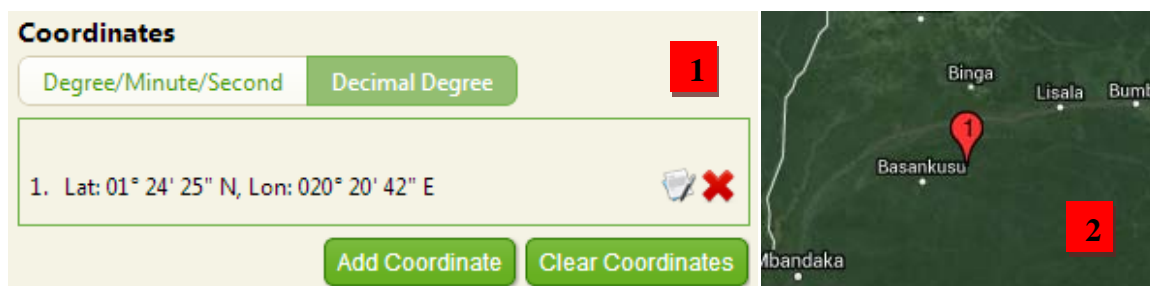 Coordinates
Degree/Minute/Second Decimal Degree
1
1. Lat: 01° 24' 25" N, Lon: 020° 20' 42" E
Add Coordinate Clear Coordinates
Binga
Lisala Bumb
1
Basankusu
2
Mbandaka